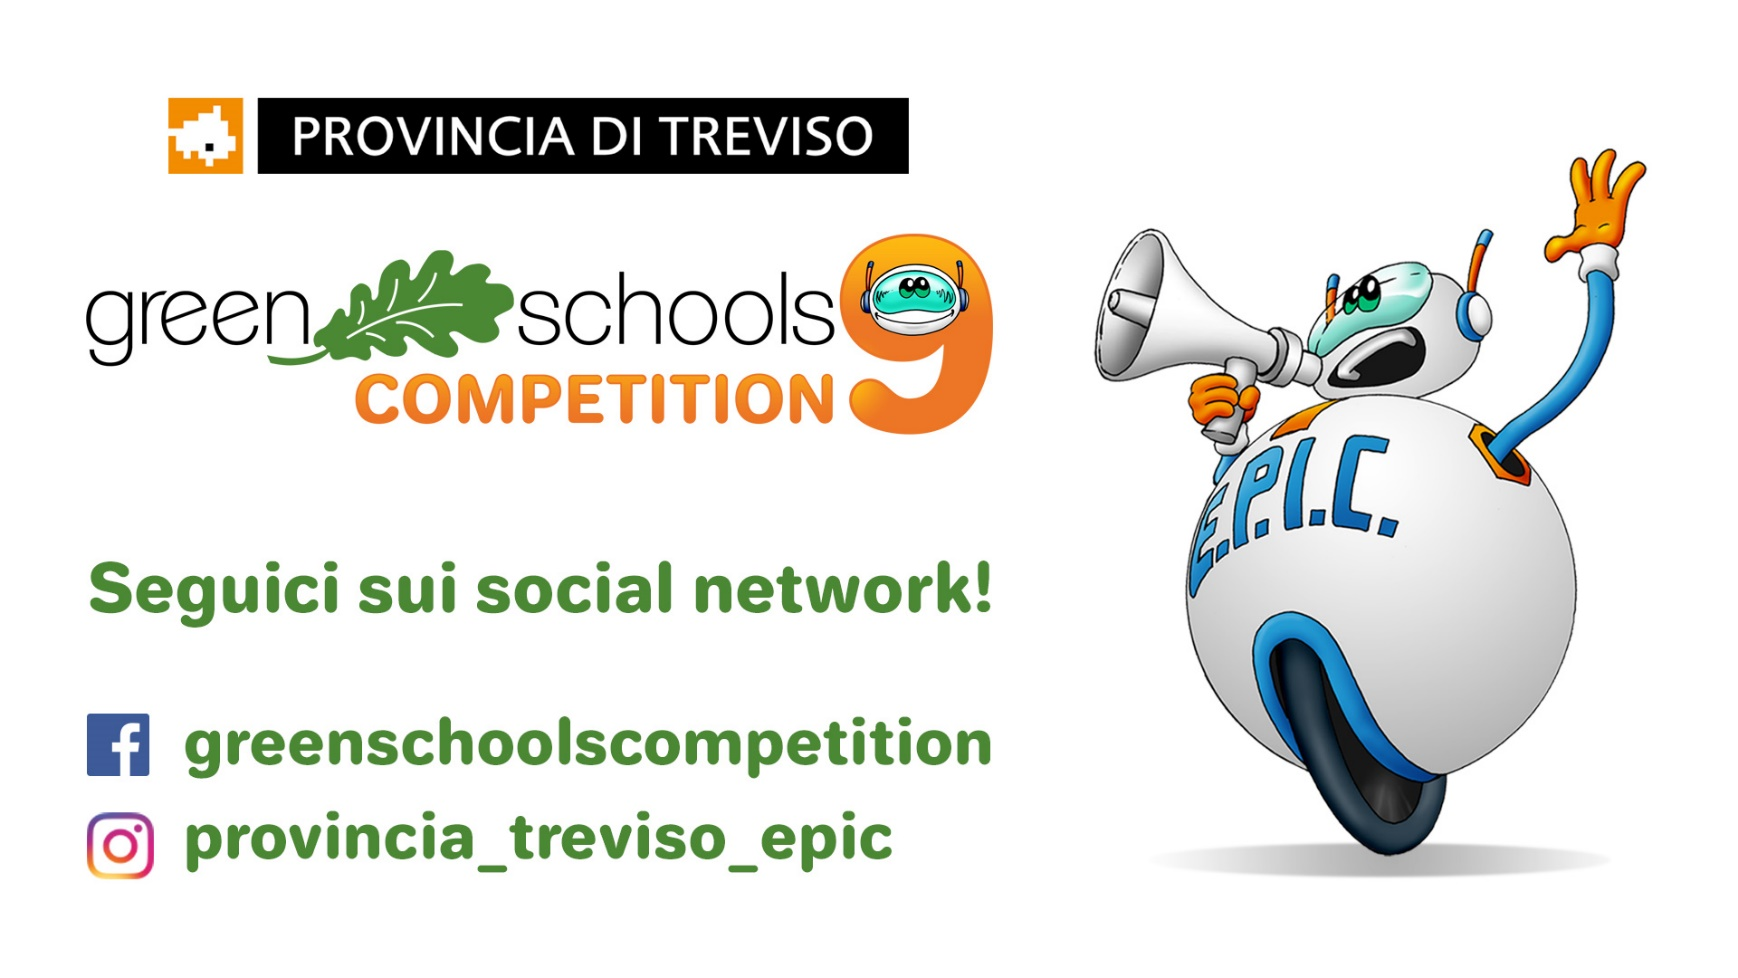 PROVINCIA DI TREVISO
green schools 9
COMPETITION
Seguici sui social network!
greenschoolscompetition
provincia_treviso_epic
E.P.I.C.